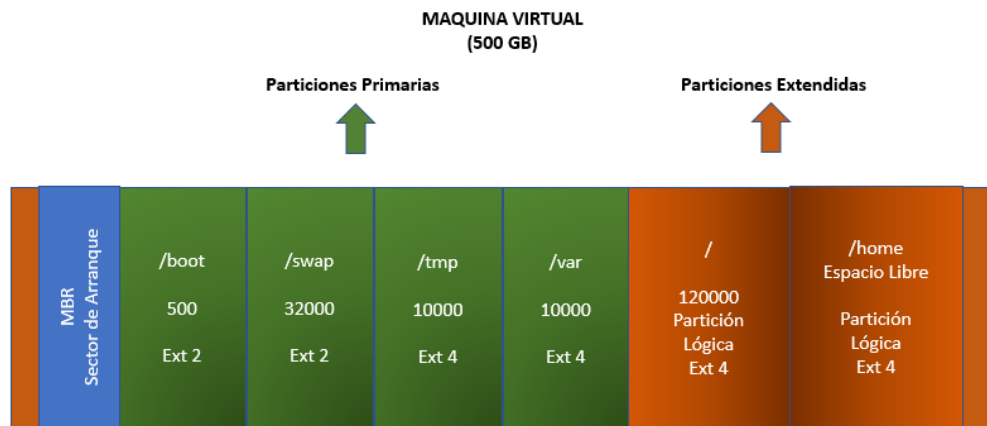 MAQUINA VIRTUAL
(500 GB)
Particiones Primarias
Particiones Extendidas
MBR
Sector de Arranque
/boot
500
Ext 2
/swap
32000
Ext 2
/tmp
10000
Ext 4
/var
10000
Ext 4
/
120000
Partición
Lógica
Ext 4
/home
Espacio Libre
Partición
Lógica
Ext 4